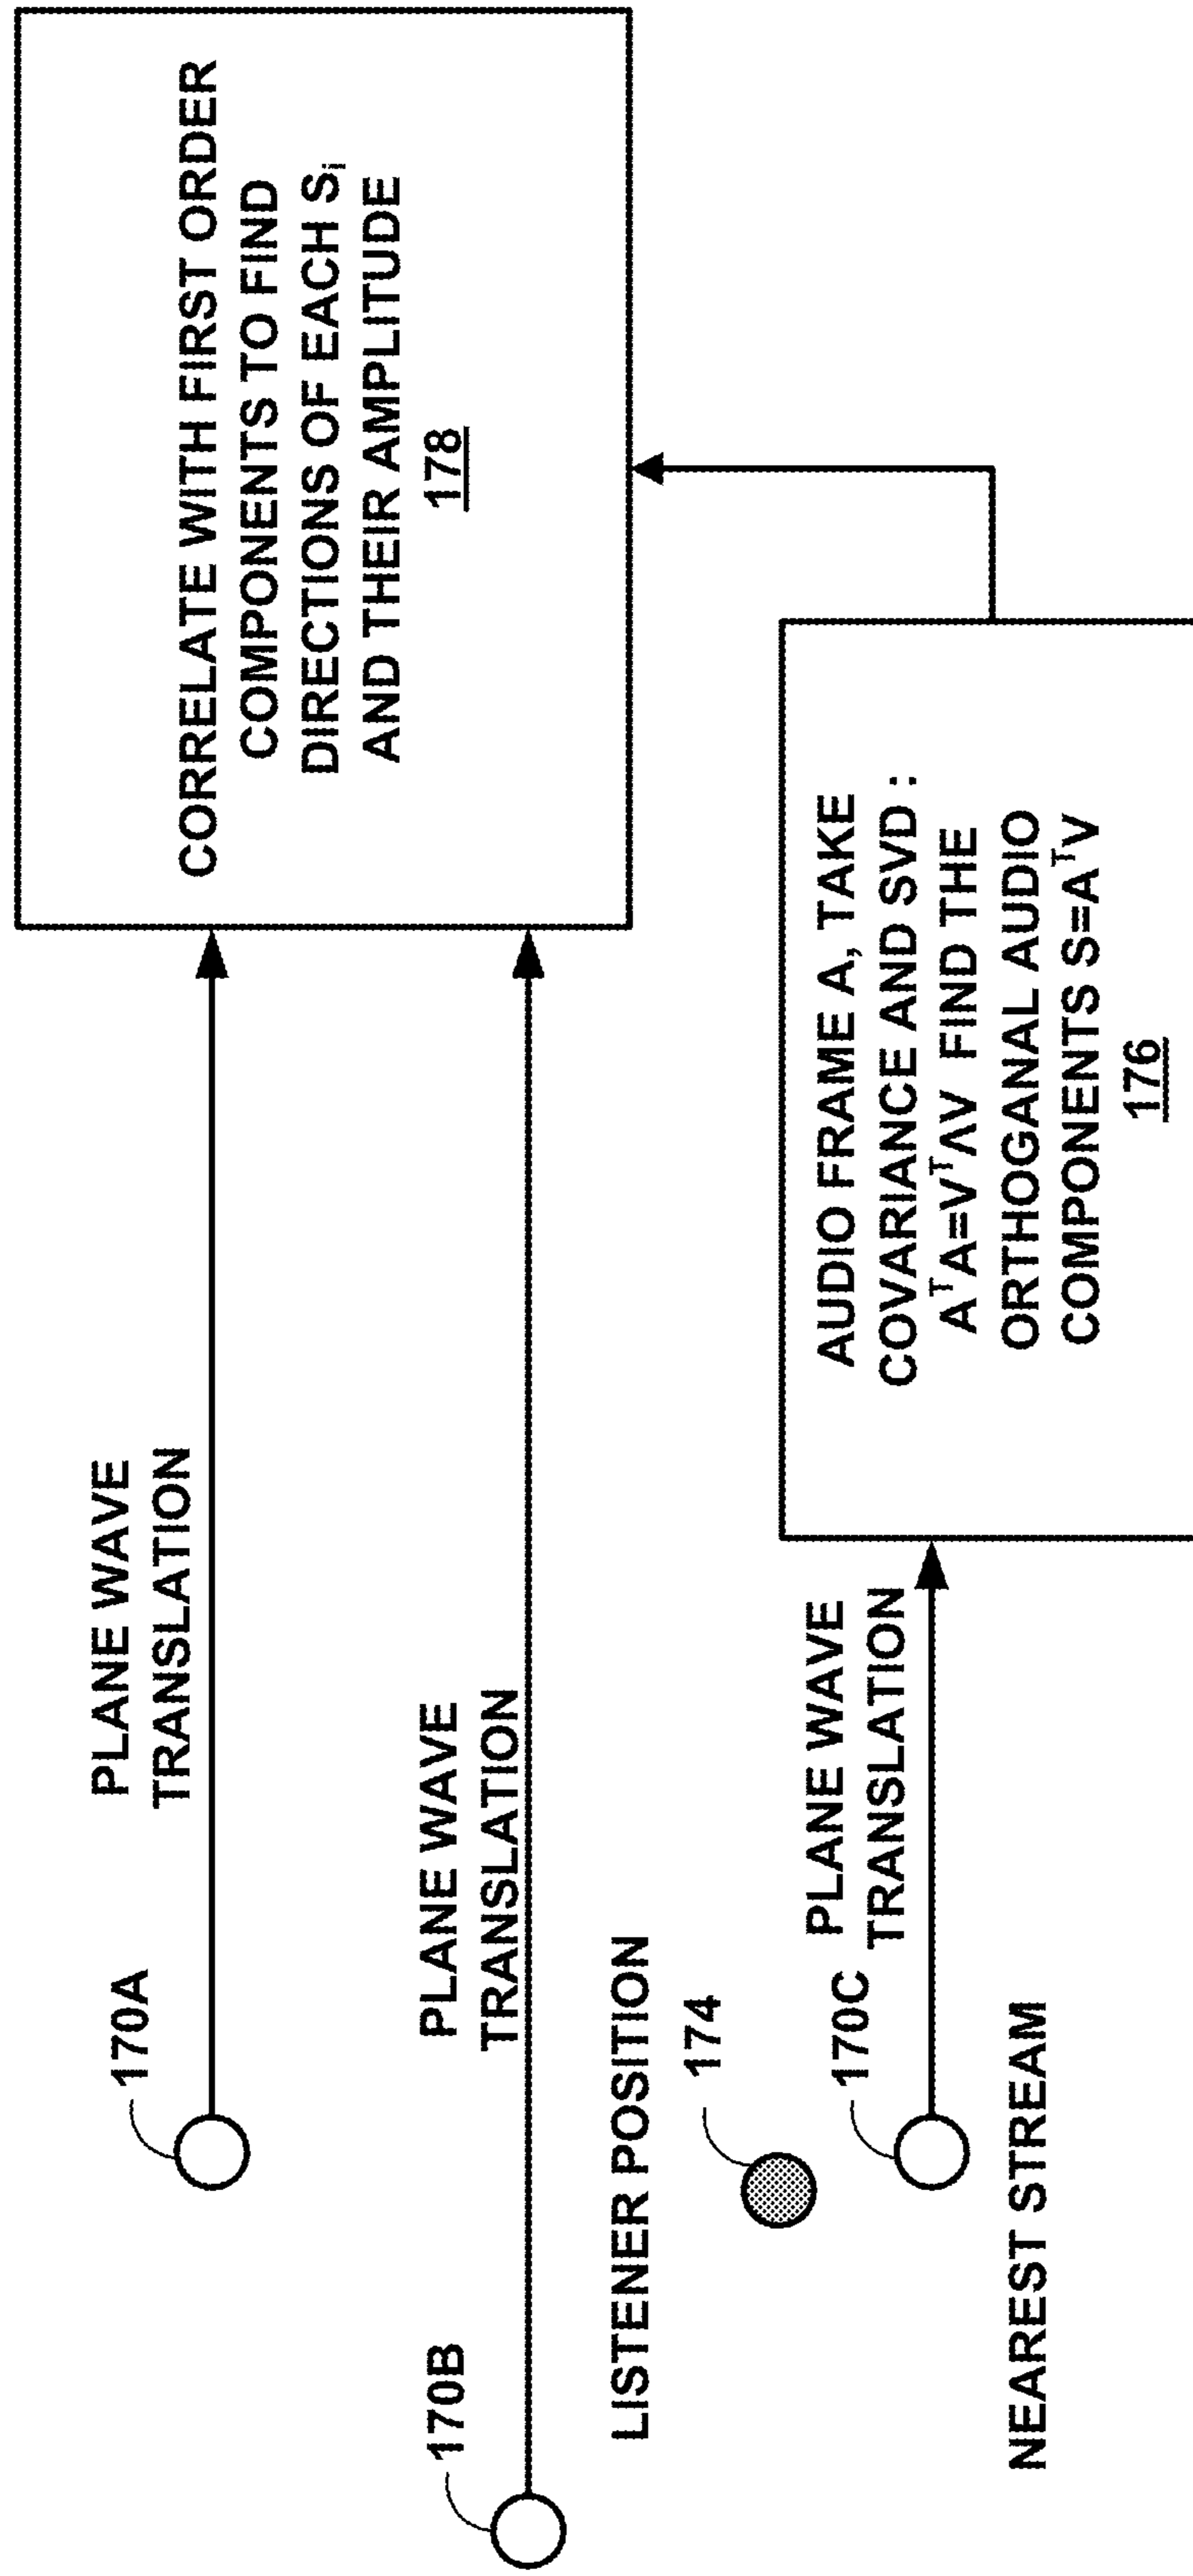 170A
PLANE WAVE
TRANSLATION
CORRELATE WITH FIRST ORDER
COMPONENTS TO FIND
DIRECTIONS OF EACH Sᵢ
AND THEIR AMPLITUDE
178
170B
PLANE WAVE
TRANSLATION
LISTENER POSITION
174
170C
PLANE WAVE
TRANSLATION
NEAREST STREAM
AUDIO FRAME A, TAKE
COVARIANCE AND SVD :
AᵀA=VᵀΛV FIND THE
ORTHOGANAL AUDIO
COMPONENTS S=AᵀV
176